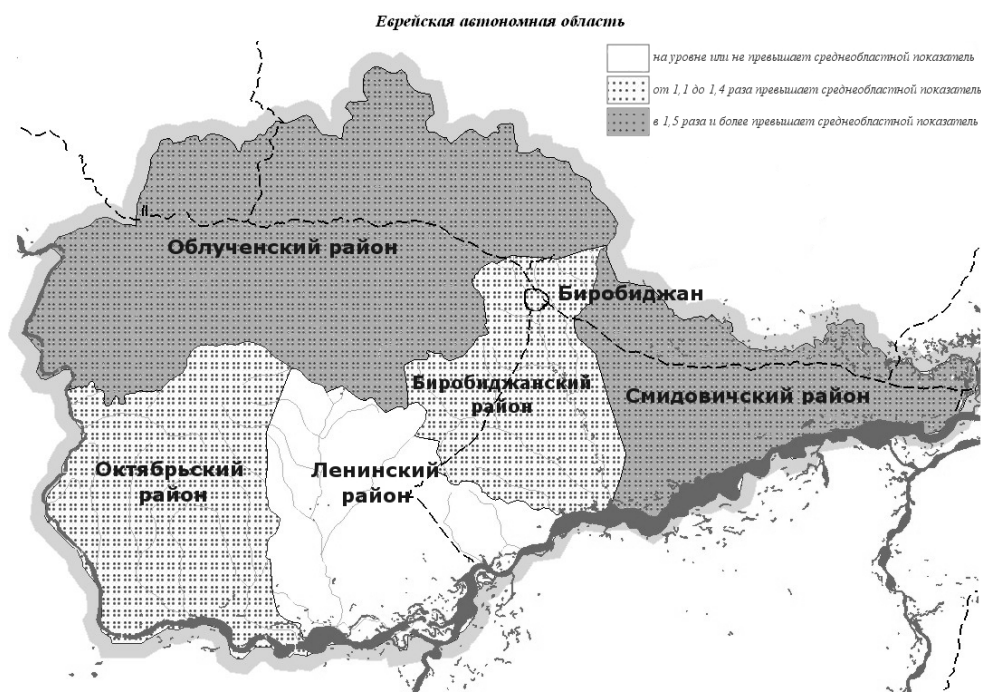 Еврейская автономная область
на уровне или не превышает среднеобластной показатель
от 1,1 до 1,4 раза превышает среднеобластной показатель
в 1,5 раза и более превышает среднеобластной показатель
Облученский район
Биробиджан
Биробиджанский
район
Смидовичский район
Октябрьский
район
Ленинский
район